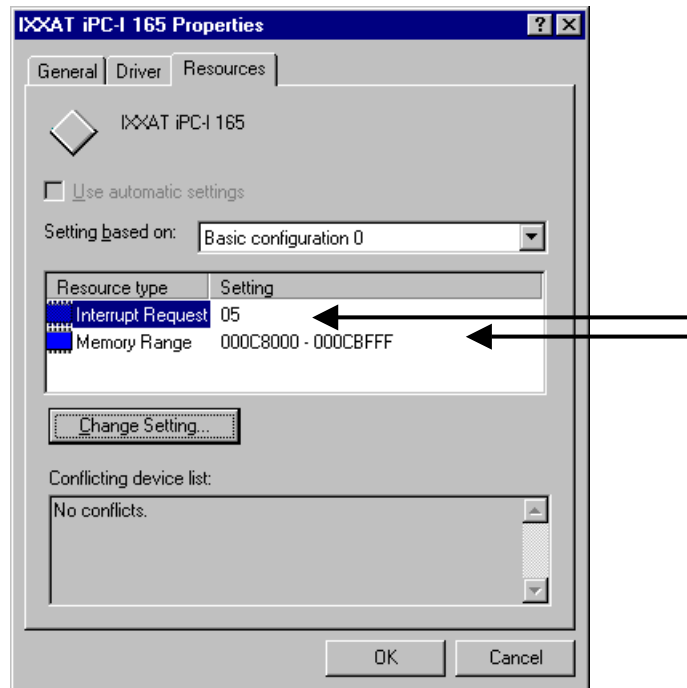 IXXAT iPC-I 165 Properties
General Driver Resources
IXXAT iPC-I 165
Use automatic settings
Setting based on: Basic configuration 0
Resource type Setting
Interrupt Request 05
Memory Range 000C8000 - 000CBFFF
Change Setting...
Conflicting device list:
No conflicts.
OK Cancel